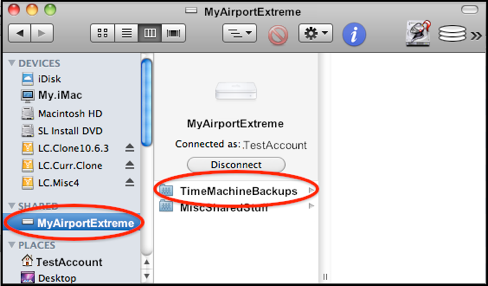 MyAirportExtreme
DEVICES
iDisk
My.iMac
Macintosh HD
SL Install DVD
LC.Clone10.6.3
LC.Curr.Clone
LC.Misc4
SHARED
MyAirportExtreme
PLACES
TestAccount
Desktop
MyAirportExtreme
Connected as: .TestAccount
Disconnect
TimeMachineBackups
MiscSharedStuff